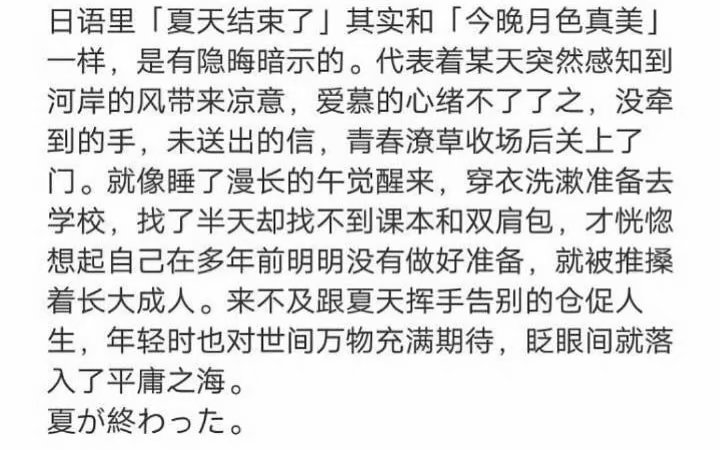 日语里「夏天结束了」其实和「今晚月色真美」
一样，是有隐晦暗示的。代表着某天突然感知到
河岸的风带来凉意，爱慕的心绪不了了之，没牵
到的手，未送出的信，青春潦草收场后关上了
门。就像睡了漫长的午觉醒来，穿衣洗漱准备去
学校，找了半天却找不到课本和双肩包，才恍惚
想起自己在多年前明明没有做好准备，就被推搡
着长大成人。来不及跟夏天挥手告别的仓促人
生，年轻时也对世间万物充满期待，眨眼间就落
入了平庸之海。
夏が終わった。